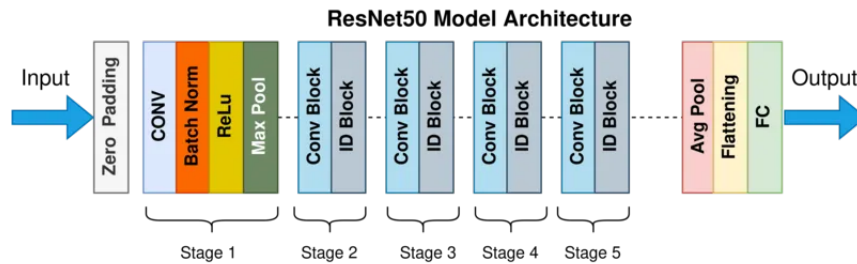 ResNet50 Model Architecture
Input
Zero Padding
CONV
Batch Norm
ReLu
Max Pool
Conv Block
ID Block
Conv Block
ID Block
Conv Block
ID Block
Conv Block
ID Block
Avg Pool
Flattening
FC
Output
Stage 1
Stage 2
Stage 3
Stage 4
Stage 5